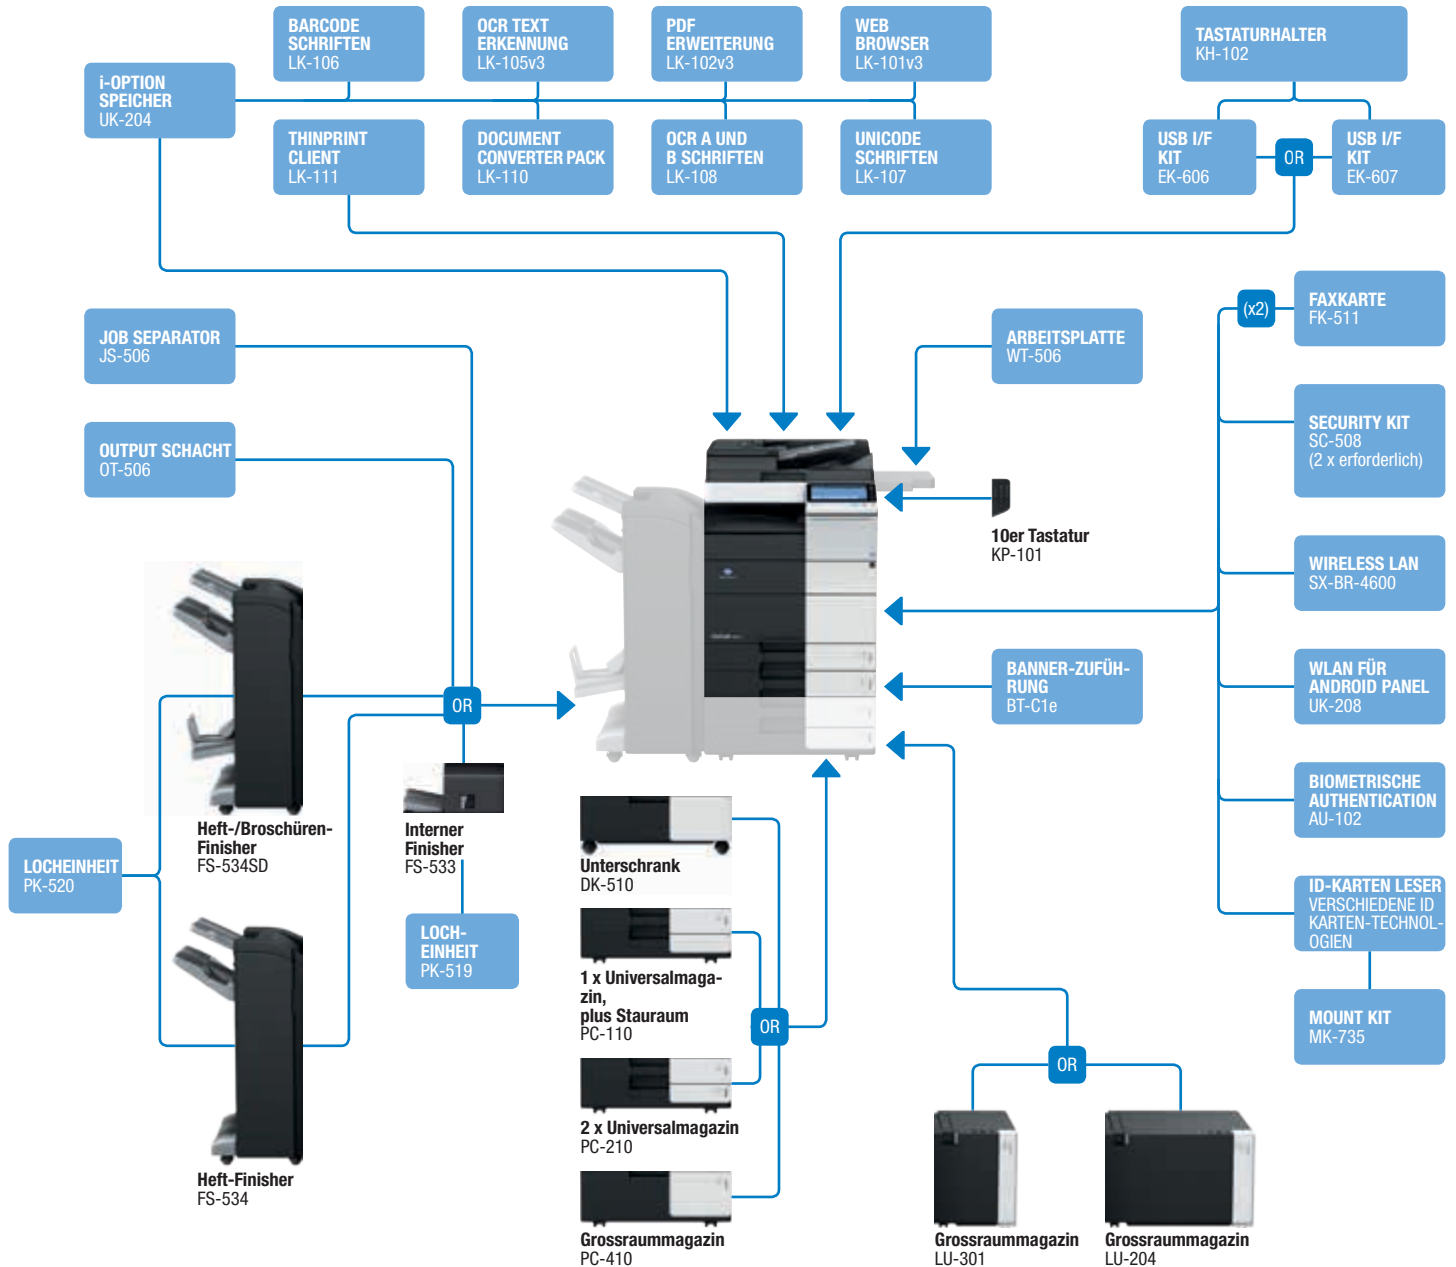 BARCODE
SCHRIFTEN
LK-106
OCR TEXT
ERKENNUNG
LK-105v3
PDF
ERWEITERUNG
LK-102v3
WEB
BROWSER
LK-101v3
TASTATURHALTER
KH-102
i-OPTION
SPEICHER
UK-204
THINPRINT
CLIENT
LK-111
DOCUMENT
CONVERTER PACK
LK-110
OCR A UND
B SCHRIFTEN
LK-108
UNICODE
SCHRIFTEN
LK-107
USB I/F
KIT
EK-606
OR
USB I/F
KIT
EK-607
(x2)
FAXKARTE
FK-511
JOB SEPARATOR
JS-506
ARBEITSPLATTE
WT-506
OUTPUT SCHACHT
OT-506
SECURITY KIT
SC-508
(2 x erforderlich)
10er Tastatur
KP-101
WIRELESS LAN
SX-BR-4600
BANNER-ZUFÜH-
RUNG
BT-C1e
WLAN FÜR
ANDROID PANEL
UK-208
OR
BIOMETRISCHE
AUTHENTICATION
AU-102
Heft-/Broschüren-
Finisher
FS-534SD
Interner
Finisher
FS-533
LOCHEINHEIT
PK-520
Unterschrank
DK-510
ID-KARTEN LESER
VERSCHIEDENE ID
KARTEN-TECHNOL-
OGIEN
LOCH-
EINHEIT
PK-519
1 x Universalmaga-
zin,
plus Stauraum
PC-110
OR
MOUNT KIT
MK-735
OR
2 x Universalmagazin
PC-210
Heft-Finisher
FS-534
Grossraummagazin
PC-410
Grossraummagazin
LU-301
Grossraummagazin
LU-204